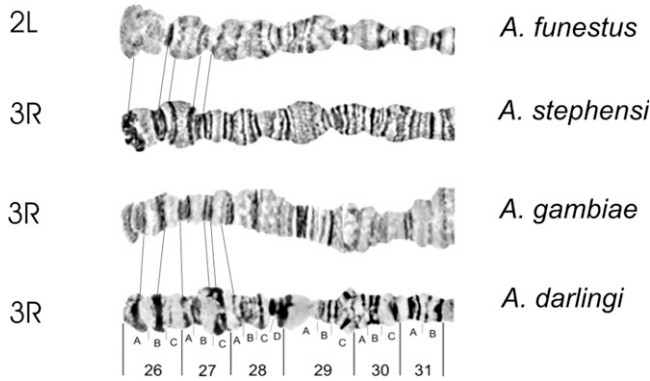 2L A. funestus
3R A. stephensi
3R A. gambiae
3R A. darlingi
A B C A B C A B C D A B C A B C A B
26 27 28 29 30 31